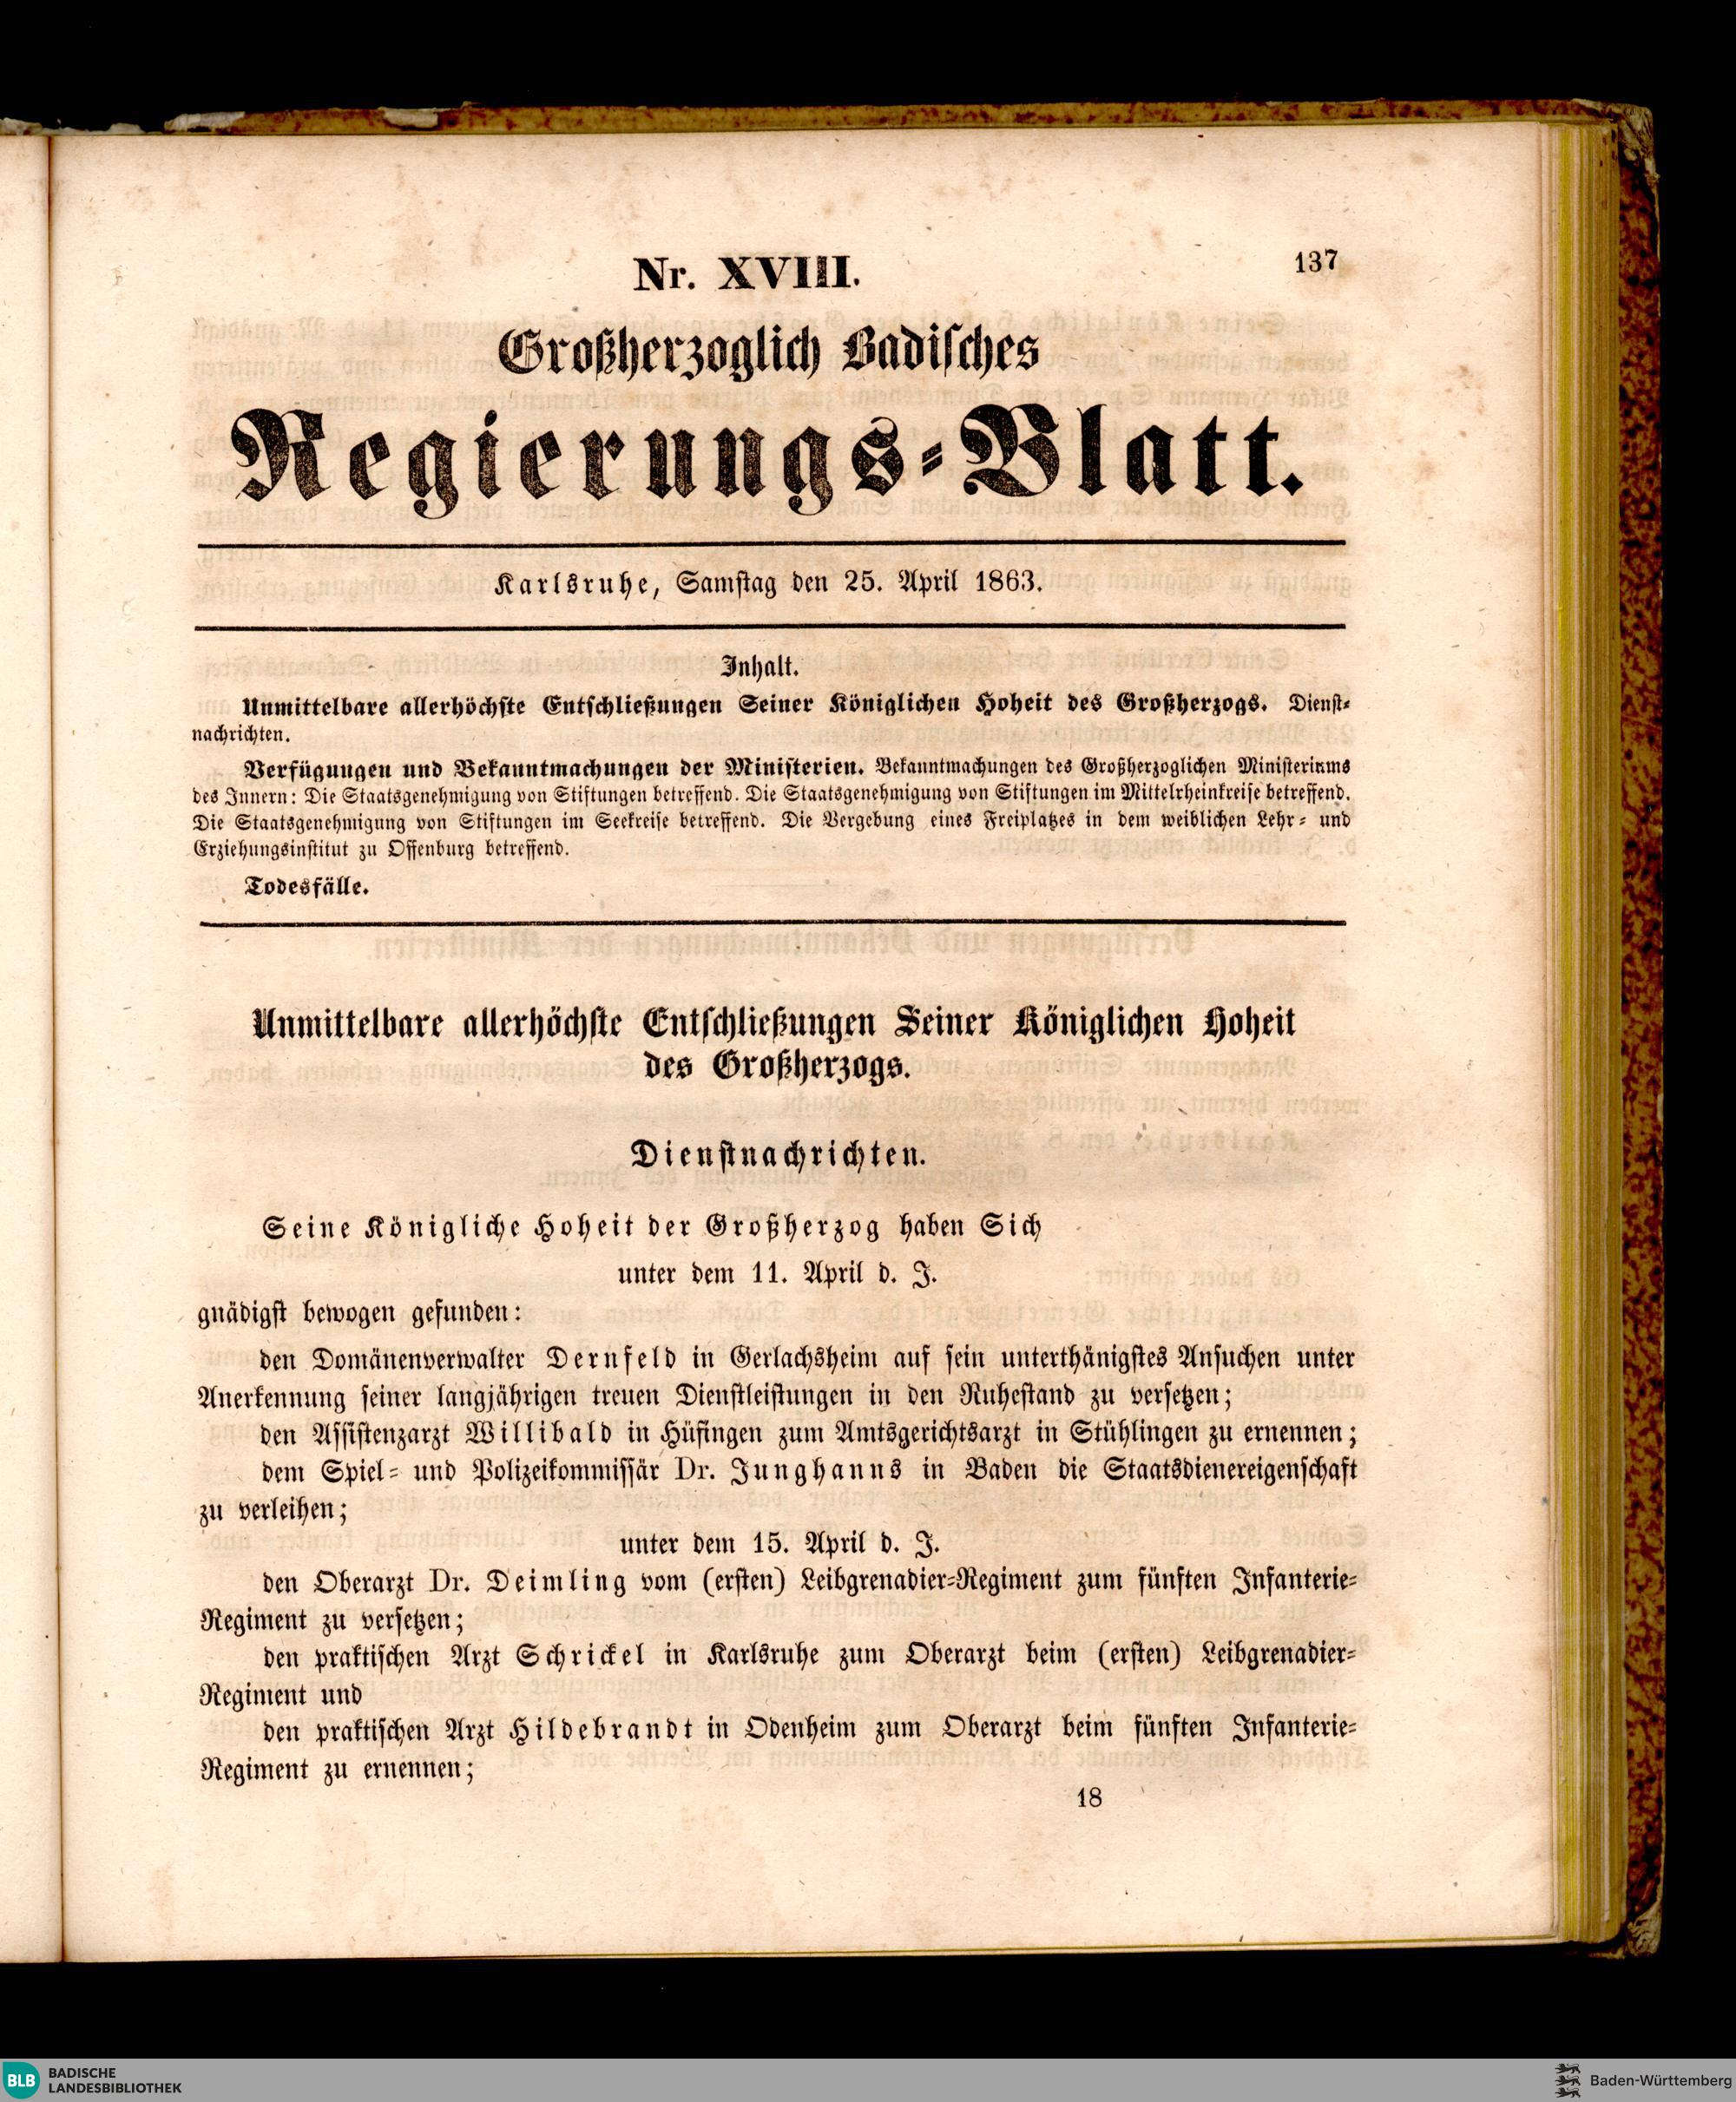 Nr. XVIII.
137
Großherzoglich Badisches
Regierungs-Blatt.
Karlsruhe, Samstag den 25. April 1863.
Inhalt.
Unmittelbare allerhöchste Entschließungen Seiner Königlichen Hoheit des Großherzogs. Dienst-
nachrichten.
Verfügungen und Bekanntmachungen der Ministerien. Bekanntmachungen des Großherzoglichen Ministeriums
des Innern: Die Staatsgenehmigung von Stiftungen betreffend. Die Staatsgenehmigung von Stiftungen im Mittelrheinkreise betreffend.
Die Staatsgenehmigung von Stiftungen im Seekreise betreffend. Die Vergebung eines Freiplatzes in dem weiblichen Lehr- und
Erziehungsinstitut zu Offenburg betreffend.
Todesfälle.
Unmittelbare allerhöchste Entschließungen Seiner Königlichen Hoheit
des Großherzogs.
Dienstnachrichten.
Seine Königliche Hoheit der Großherzog haben Sich
unter dem 11. April d. J.
gnädigst bewogen gefunden:
den Domänenverwalter Dernfeld in Gerlachsheim auf sein unterthänigstes Ansuchen unter
Anerkennung seiner langjährigen treuen Dienstleistungen in den Ruhestand zu versetzen;
den Assistenzarzt Willibald in Hüfingen zum Amtsgerichtsarzt in Stühlingen zu ernennen;
dem Spiel- und Polizeikommissär Dr. Junghanns in Baden die Staatsdienereigenschaft
zu verleihen;
unter dem 15. April d. J.
den Oberarzt Dr. Deimling vom (ersten) Leibgrenadier-Regiment zum fünften Infanterie-
Regiment zu versetzen;
den praktischen Arzt Schrickel in Karlsruhe zum Oberarzt beim (ersten) Leibgrenadier-
Regiment und
den praktischen Arzt Hildebrandt in Odenheim zum Oberarzt beim fünften Infanterie-
Regiment zu ernennen;
18
BLB BADISCHE
LANDESBIBLIOTHEK
Baden-Württemberg